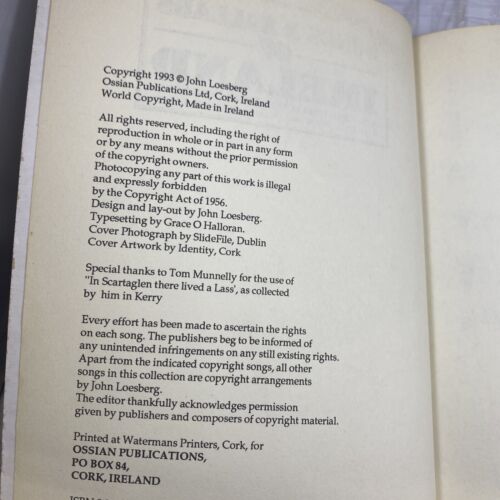 Copyright 1993 © John Loesberg
Ossian Publications Ltd, Cork, Ireland
World Copyright, Made in Ireland
All rights reserved, including the right of
reproduction in whole or in part in any form
or by any means without the prior permission
of the copyright owners.
Photocopying any part of this work is illegal
and expressly forbidden
by the Copyright Act of 1956.
Design and lay-out by John Loesberg.
Typesetting by Grace O Halloran.
Cover Photograph by SlideFile, Dublin
Cover Artwork by Identity, Cork
Special thanks to Tom Munnelly for the use of
"In Scartaglen there lived a Lass', as collected
by him in Kerry
Every effort has been made to ascertain the rights
on each song. The publishers beg to be informed of
any unintended infringements on any still existing rights.
Apart from the indicated copyright songs, all other
songs in this collection are copyright arrangements
by John Loesberg.
The editor thankfully acknowledges permission
given by publishers and composers of copyright material.
Printed at Watermans Printers, Cork, for
OSSIAN PUBLICATIONS,
PO BOX 84,
CORK, IRELAND